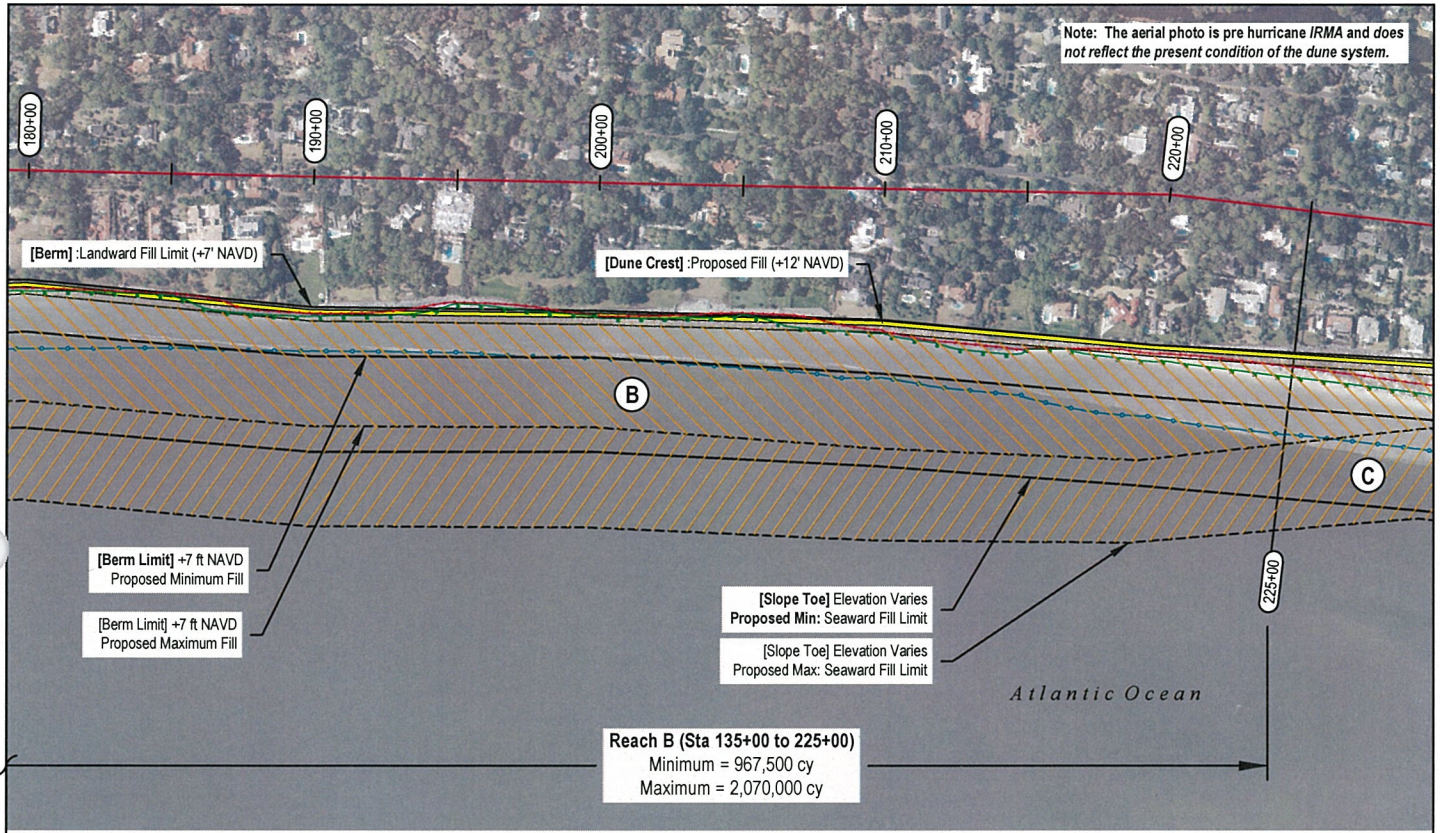 Note: The aerial photo is pre hurricane IRMA and does
not reflect the present condition of the dune system.
180+00
190+00
200+00
210+00
220+00
[Berm] :Landward Fill Limit (+7' NAVD)
[Dune Crest] :Proposed Fill (+12' NAVD)
B
C
[Berm Limit] +7 ft NAVD
Proposed Minimum Fill
[Berm Limit] +7 ft NAVD
Proposed Maximum Fill
[Slope Toe] Elevation Varies
Proposed Min: Seaward Fill Limit
[Slope Toe] Elevation Varies
Proposed Max: Seaward Fill Limit
225+00
Atlantic Ocean
Reach B (Sta 135+00 to 225+00)
Minimum = 967,500 cy
Maximum = 2,070,000 cy